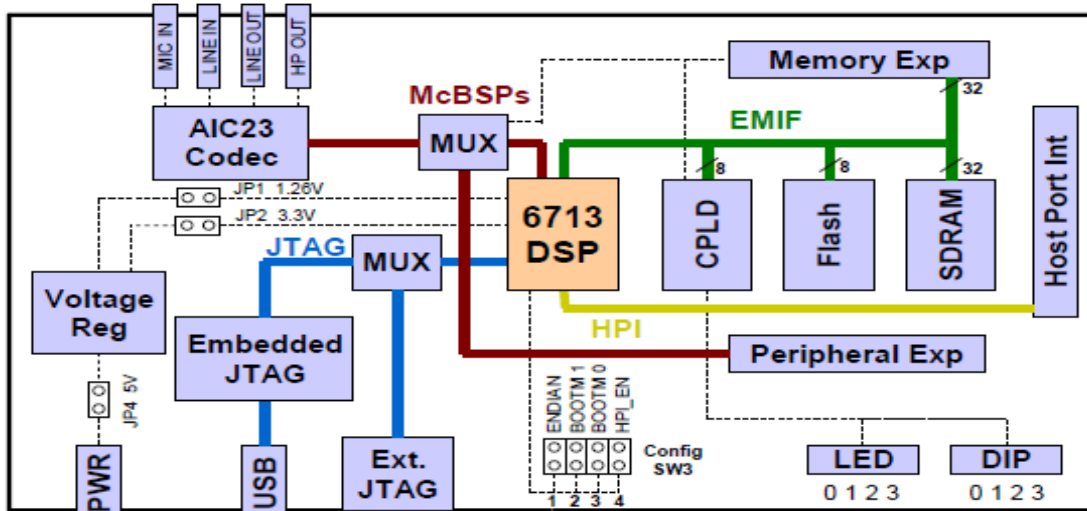 MIC IN
LINE IN
LINE OUT
HP OUT
Memory Exp
32
McBSPs
EMIF
AIC23
Codec
MUX
8
8
32
Host Port Int
JP1 1.26V
JP2 3.3V
6713
DSP
CPLD
Flash
SDRAM
JTAG
MUX
Voltage
Reg
HPI
Embedded
JTAG
Peripheral Exp
JP4 5V
ENDIAN
BOOTM 1
BOOTM 0
HPI_EN
Config
SW3
PWR
USB
Ext.
JTAG
1 2 3 4
LED
DIP
0 1 2 3
0 1 2 3